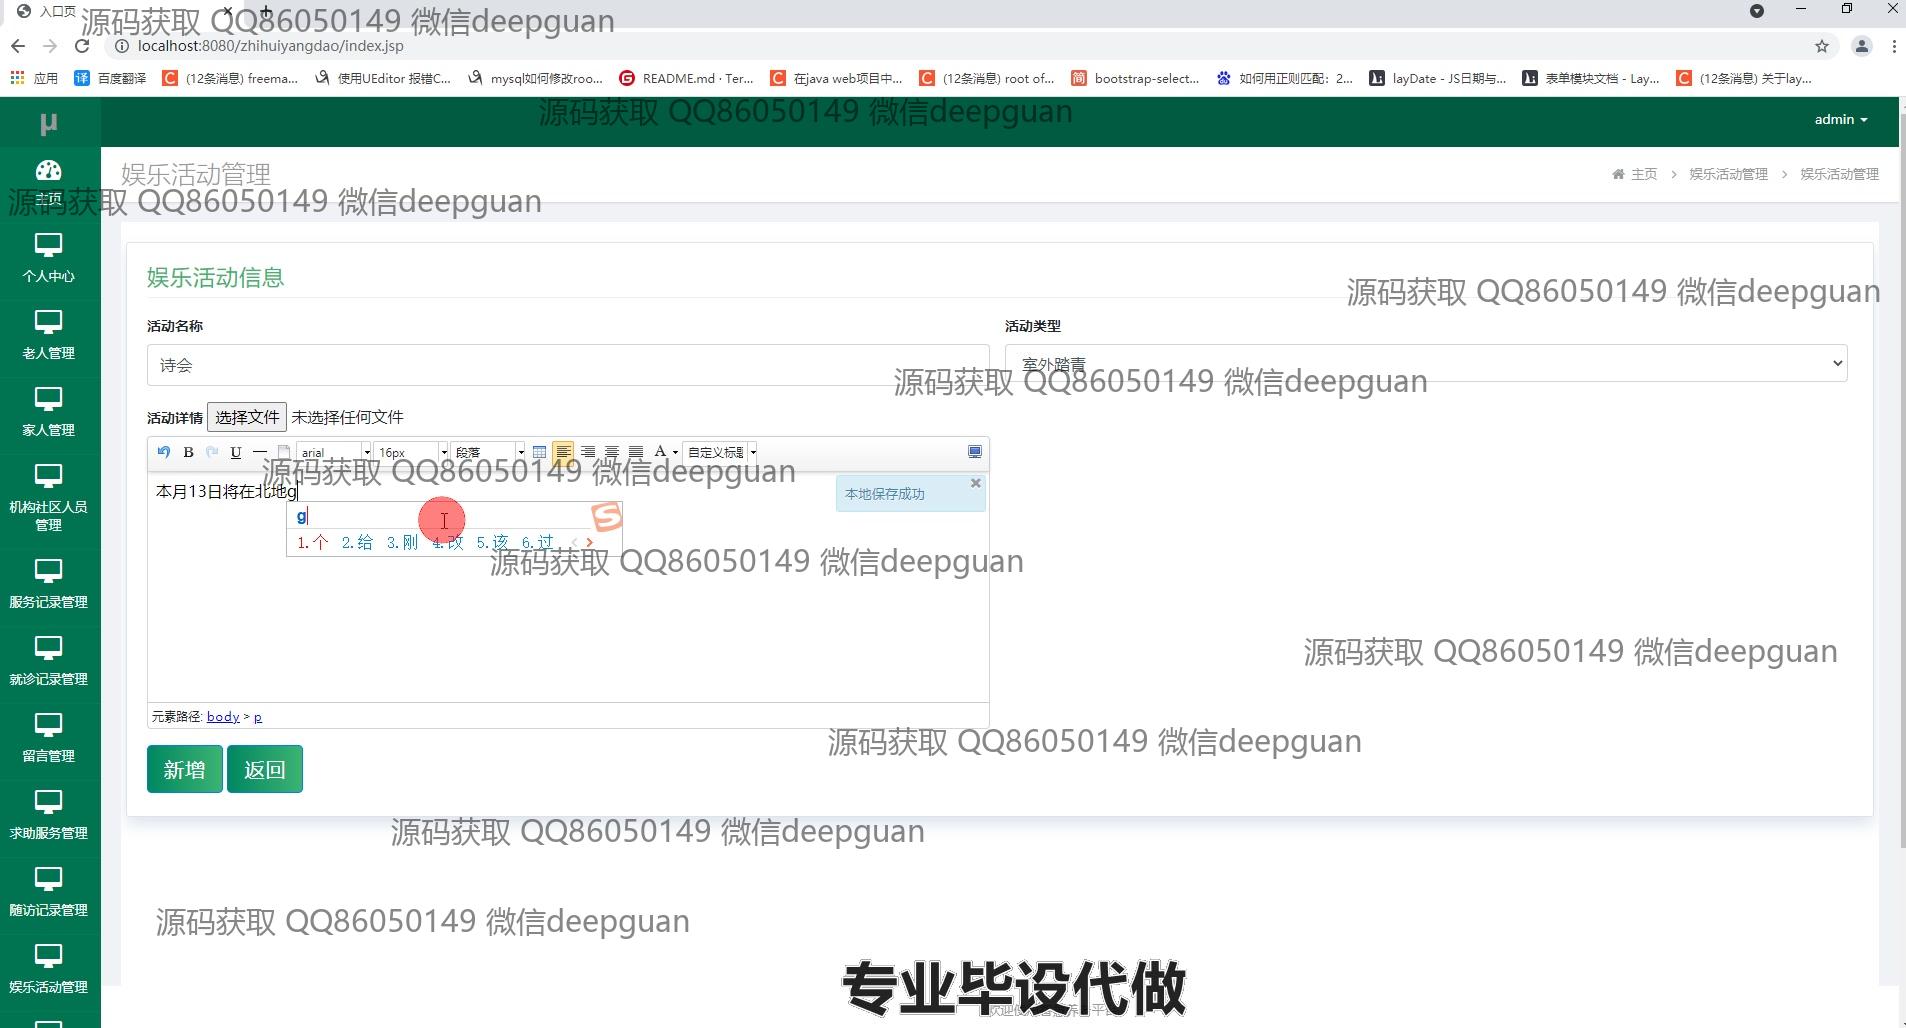 入口页
localhost:8080/zhihuiyangdao/index.jsp
应用
百度翻译
(12条消息) freema...
使用UEditor 报错C...
mysql如何修改roo...
README.md · Ter...
在java web项目中...
(12条消息) root of...
bootstrap-select...
如何用正则匹配：2...
layDate - JS日期与...
表单模块文档 - Lay...
(12条消息) 关于lay...
源码获取 QQ86050149 微信deepguan
源码获取 QQ86050149 微信deepguan
μ
admin
主页
个人中心
老人管理
家人管理
机构社区人员
管理
服务记录管理
就诊记录管理
留言管理
求助服务管理
随访记录管理
娱乐活动管理
娱乐活动管理
主页 > 娱乐活动管理 > 娱乐活动管理
源码获取 QQ86050149 微信deepguan
娱乐活动信息
源码获取 QQ86050149 微信deepguan
活动名称
活动类型
诗会
室外踏青
源码获取 QQ86050149 微信deepguan
活动详情 选择文件 未选择任何文件
B U arial 16px 段落 A 自定义标题
源码获取 QQ86050149 微信deepguan
本月13日将在北地g
本地保存成功
g
1.个 2.给 3.刚 4.改 5.该 6.过
源码获取 QQ86050149 微信deepguan
源码获取 QQ86050149 微信deepguan
元素路径: body > p
源码获取 QQ86050149 微信deepguan
新增 返回
源码获取 QQ86050149 微信deepguan
源码获取 QQ86050149 微信deepguan
专业毕设代做